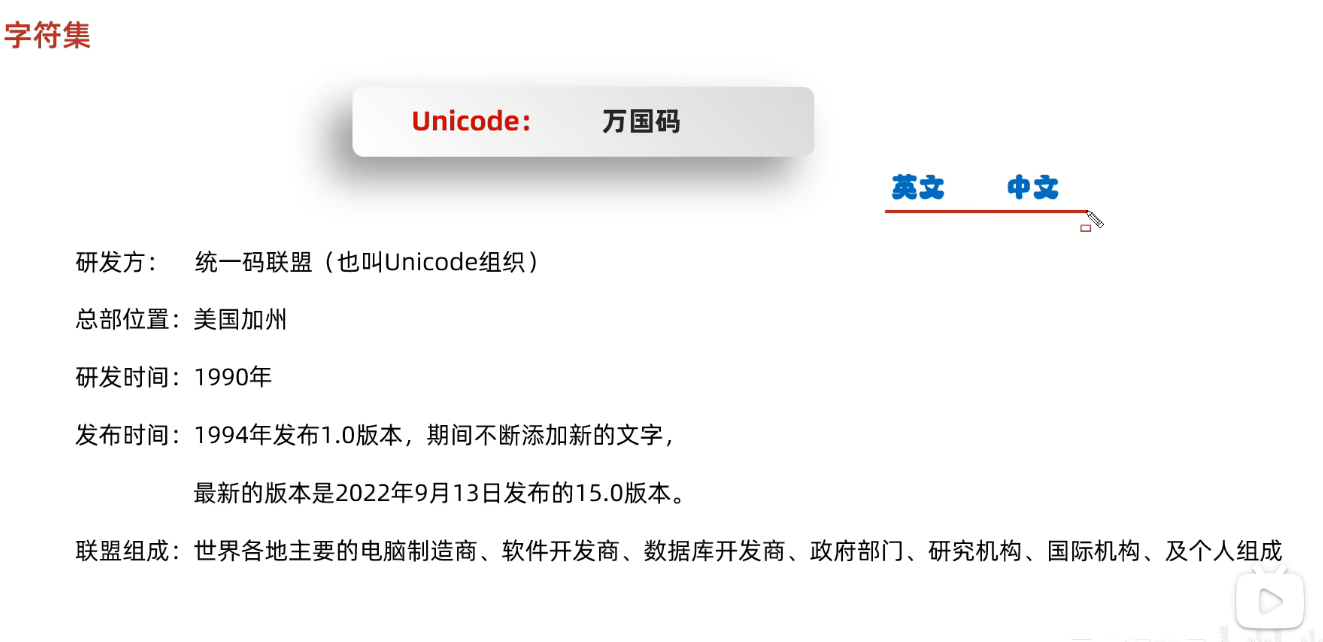 字符集
Unicode： 万国码
英文 中文
研发方： 统一码联盟（也叫Unicode组织）
总部位置：美国加州
研发时间：1990年
发布时间：1994年发布1.0版本，期间不断添加新的文字，
最新的版本是2022年9月13日发布的15.0版本。
联盟组成：世界各地主要的电脑制造商、软件开发商、数据库开发商、政府部门、研究机构、国际机构、及个人组成